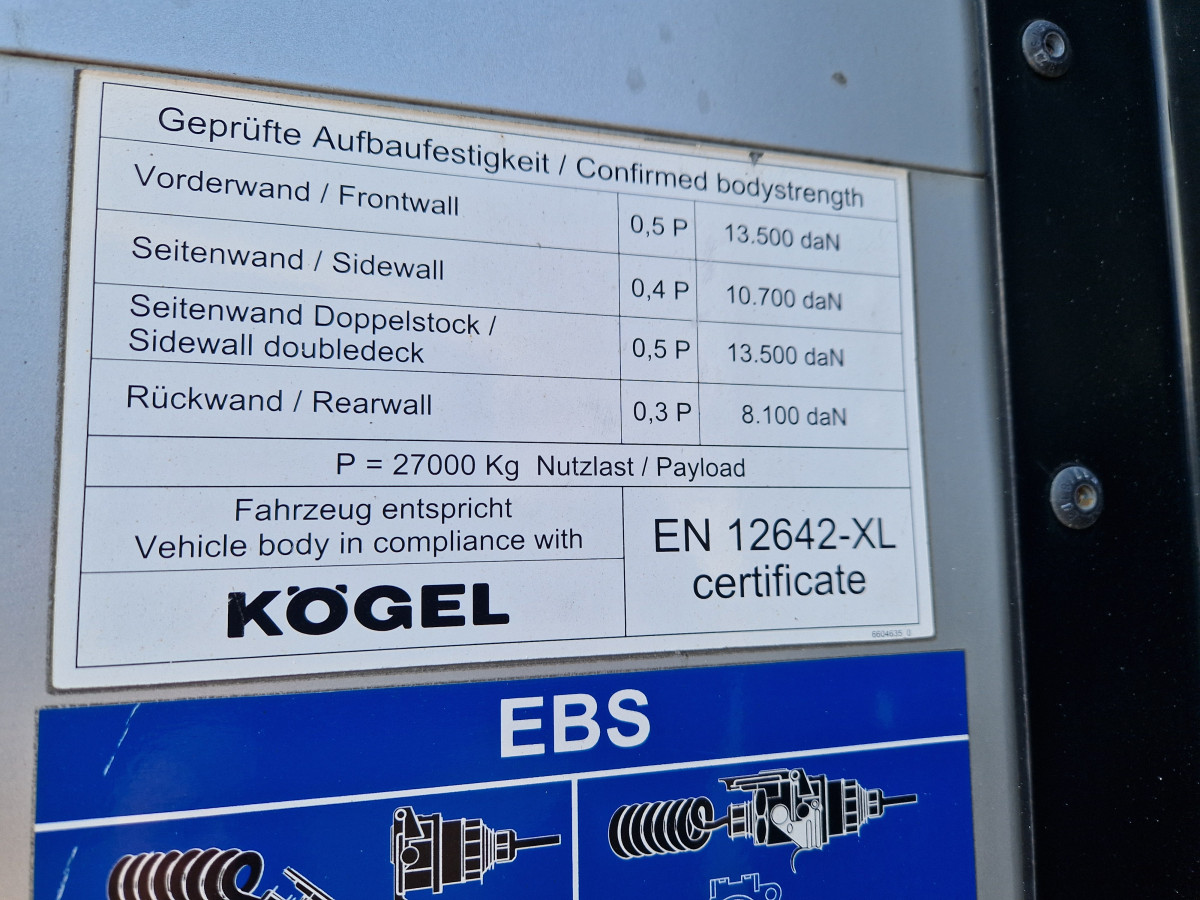 Geprüfte Aufbaufestigkeit / Confirmed bodystrength
Vorderwand / Frontwall 0,5 P 13.500 daN
Seitenwand / Sidewall 0,4 P 10.700 daN
Seitenwand Doppelstock /
Sidewall doubledeck 0,5 P 13.500 daN
Rückwand / Rearwall 0,3 P 8.100 daN
P = 27000 Kg Nutzlast / Payload
Fahrzeug entspricht
Vehicle body in compliance with
EN 12642-XL
certificate
KÖGEL
6604635 0
EBS